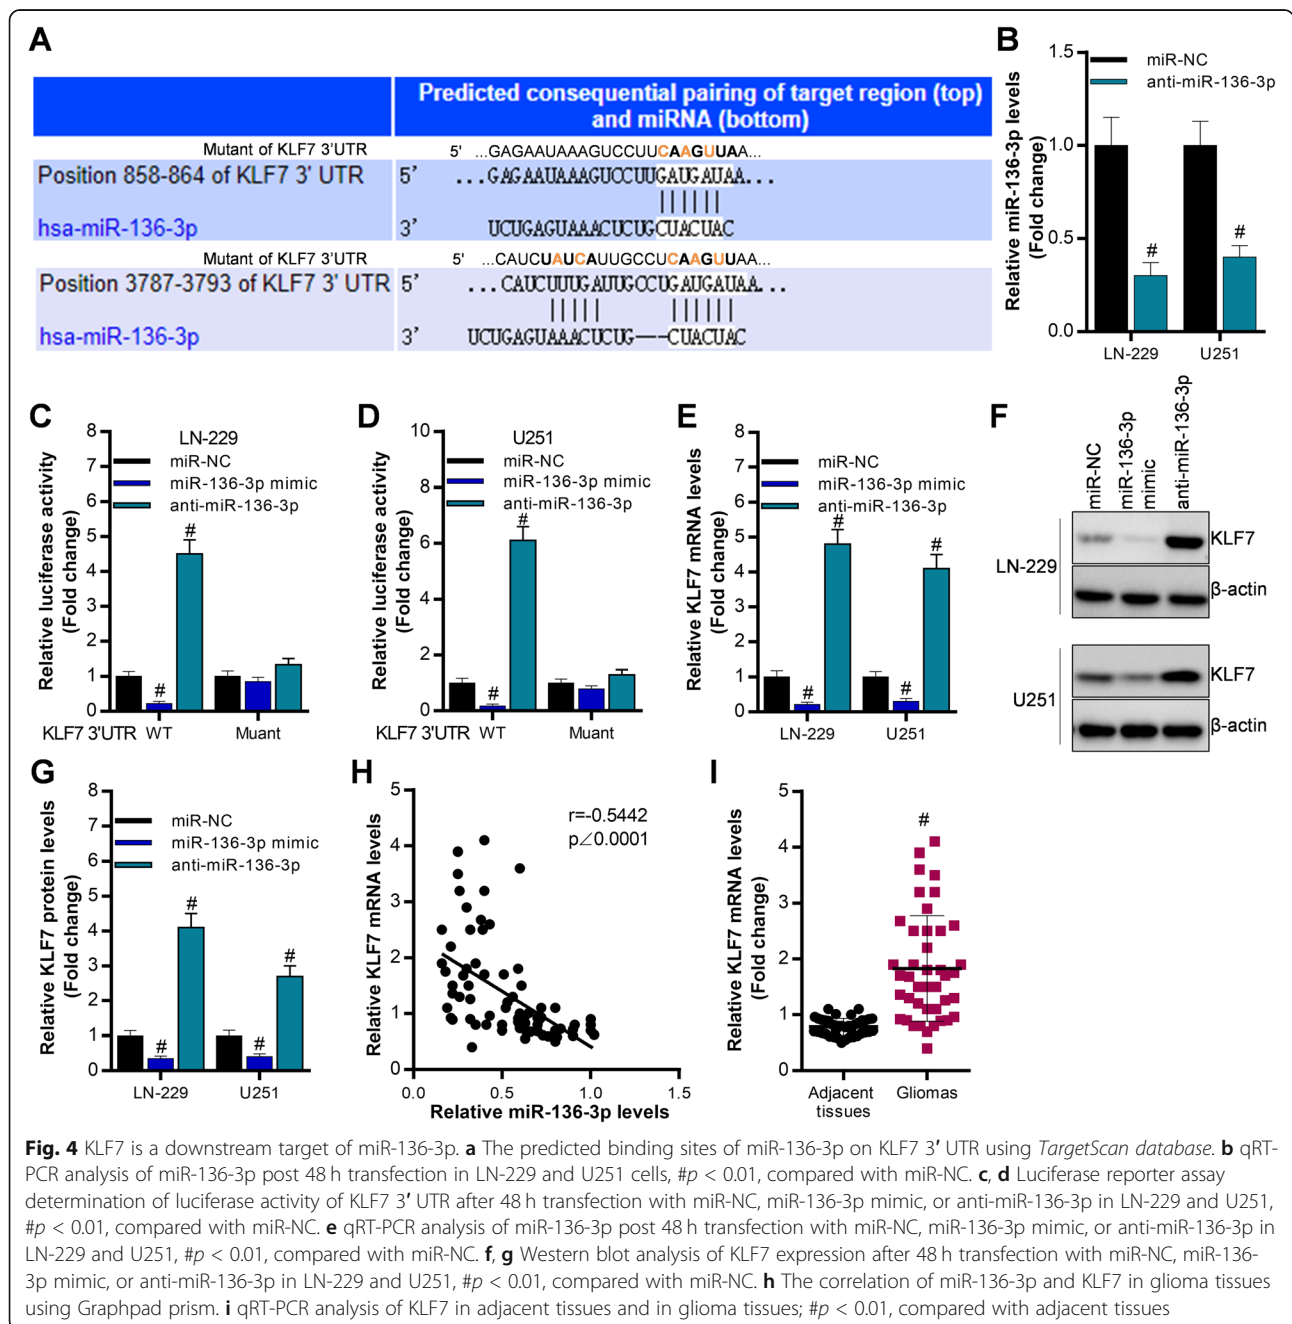 A
Predicted consequential pairing of target region (top)
and miRNA (bottom)
Mutant of KLF7 3'UTR 5' ...GAGAAUAAAGUCCUUCAAGUUAA...
Position 858-864 of KLF7 3' UTR 5' ...GAGAAUAAAGUCCUUGAUGAUAA...
hsa-miR-136-3p 3' UCUGAGUAAACUCUGCUACUAC
Mutant of KLF7 3'UTR 5' ...CAUCUAUCAUUGCCUCAAGUUAA...
Position 3787-3793 of KLF7 3' UTR 5' ...CAUCUUUGAUUGCCUGAUGAUAA...
hsa-miR-136-3p 3' UCUGAGUAAACUCUG——CUACUAC
B
Relative miR-136-3p levels
(Fold change)
1.5
1.0
0.5
0.0
miR-NC
anti-miR-136-3p
#
#
LN-229 U251
C
Relative luciferase activity
(Fold change)
8
7
6
5
4
3
2
1
0
LN-229
miR-NC
miR-136-3p mimic
anti-miR-136-3p
#
#
KLF7 3'UTR WT Muant
D
Relative luciferase activity
(Fold change)
10
8
6
4
2
0
U251
miR-NC
miR-136-3p mimic
anti-miR-136-3p
#
#
KLF7 3'UTR WT Muant
E
Relative KLF7 mRNA levels
(Fold change)
8
7
6
5
4
3
2
1
0
miR-NC
miR-136-3p mimic
anti-miR-136-3p
#
#
#
#
LN-229 U251
F
miR-NC
miR-136-3p
mimic
anti-miR-136-3p
LN-229
KLF7
β-actin
U251
KLF7
β-actin
G
Relative KLF7 protein levels
(Fold change)
8
7
6
5
4
3
2
1
0
miR-NC
miR-136-3p mimic
anti-miR-136-3p
#
#
#
#
LN-229 U251
H
Relative KLF7 mRNA levels
5
4
3
2
1
0
r=-0.5442
p∠0.0001
0.0 0.5 1.0 1.5
Relative miR-136-3p levels
I
Relative KLF7 mRNA levels
(Fold change)
5
4
3
2
1
0
#
Adjacent
tissues
Gliomas
Fig. 4 KLF7 is a downstream target of miR-136-3p. a The predicted binding sites of miR-136-3p on KLF7 3′ UTR using TargetScan database. b qRT-
PCR analysis of miR-136-3p post 48 h transfection in LN-229 and U251 cells, #p < 0.01, compared with miR-NC. c, d Luciferase reporter assay
determination of luciferase activity of KLF7 3′ UTR after 48 h transfection with miR-NC, miR-136-3p mimic, or anti-miR-136-3p in LN-229 and U251,
#p < 0.01, compared with miR-NC. e qRT-PCR analysis of miR-136-3p post 48 h transfection with miR-NC, miR-136-3p mimic, or anti-miR-136-3p in
LN-229 and U251, #p < 0.01, compared with miR-NC. f, g Western blot analysis of KLF7 expression after 48 h transfection with miR-NC, miR-136-
3p mimic, or anti-miR-136-3p in LN-229 and U251, #p < 0.01, compared with miR-NC. h The correlation of miR-136-3p and KLF7 in glioma tissues
using Graphpad prism. i qRT-PCR analysis of KLF7 in adjacent tissues and in glioma tissues; #p < 0.01, compared with adjacent tissues